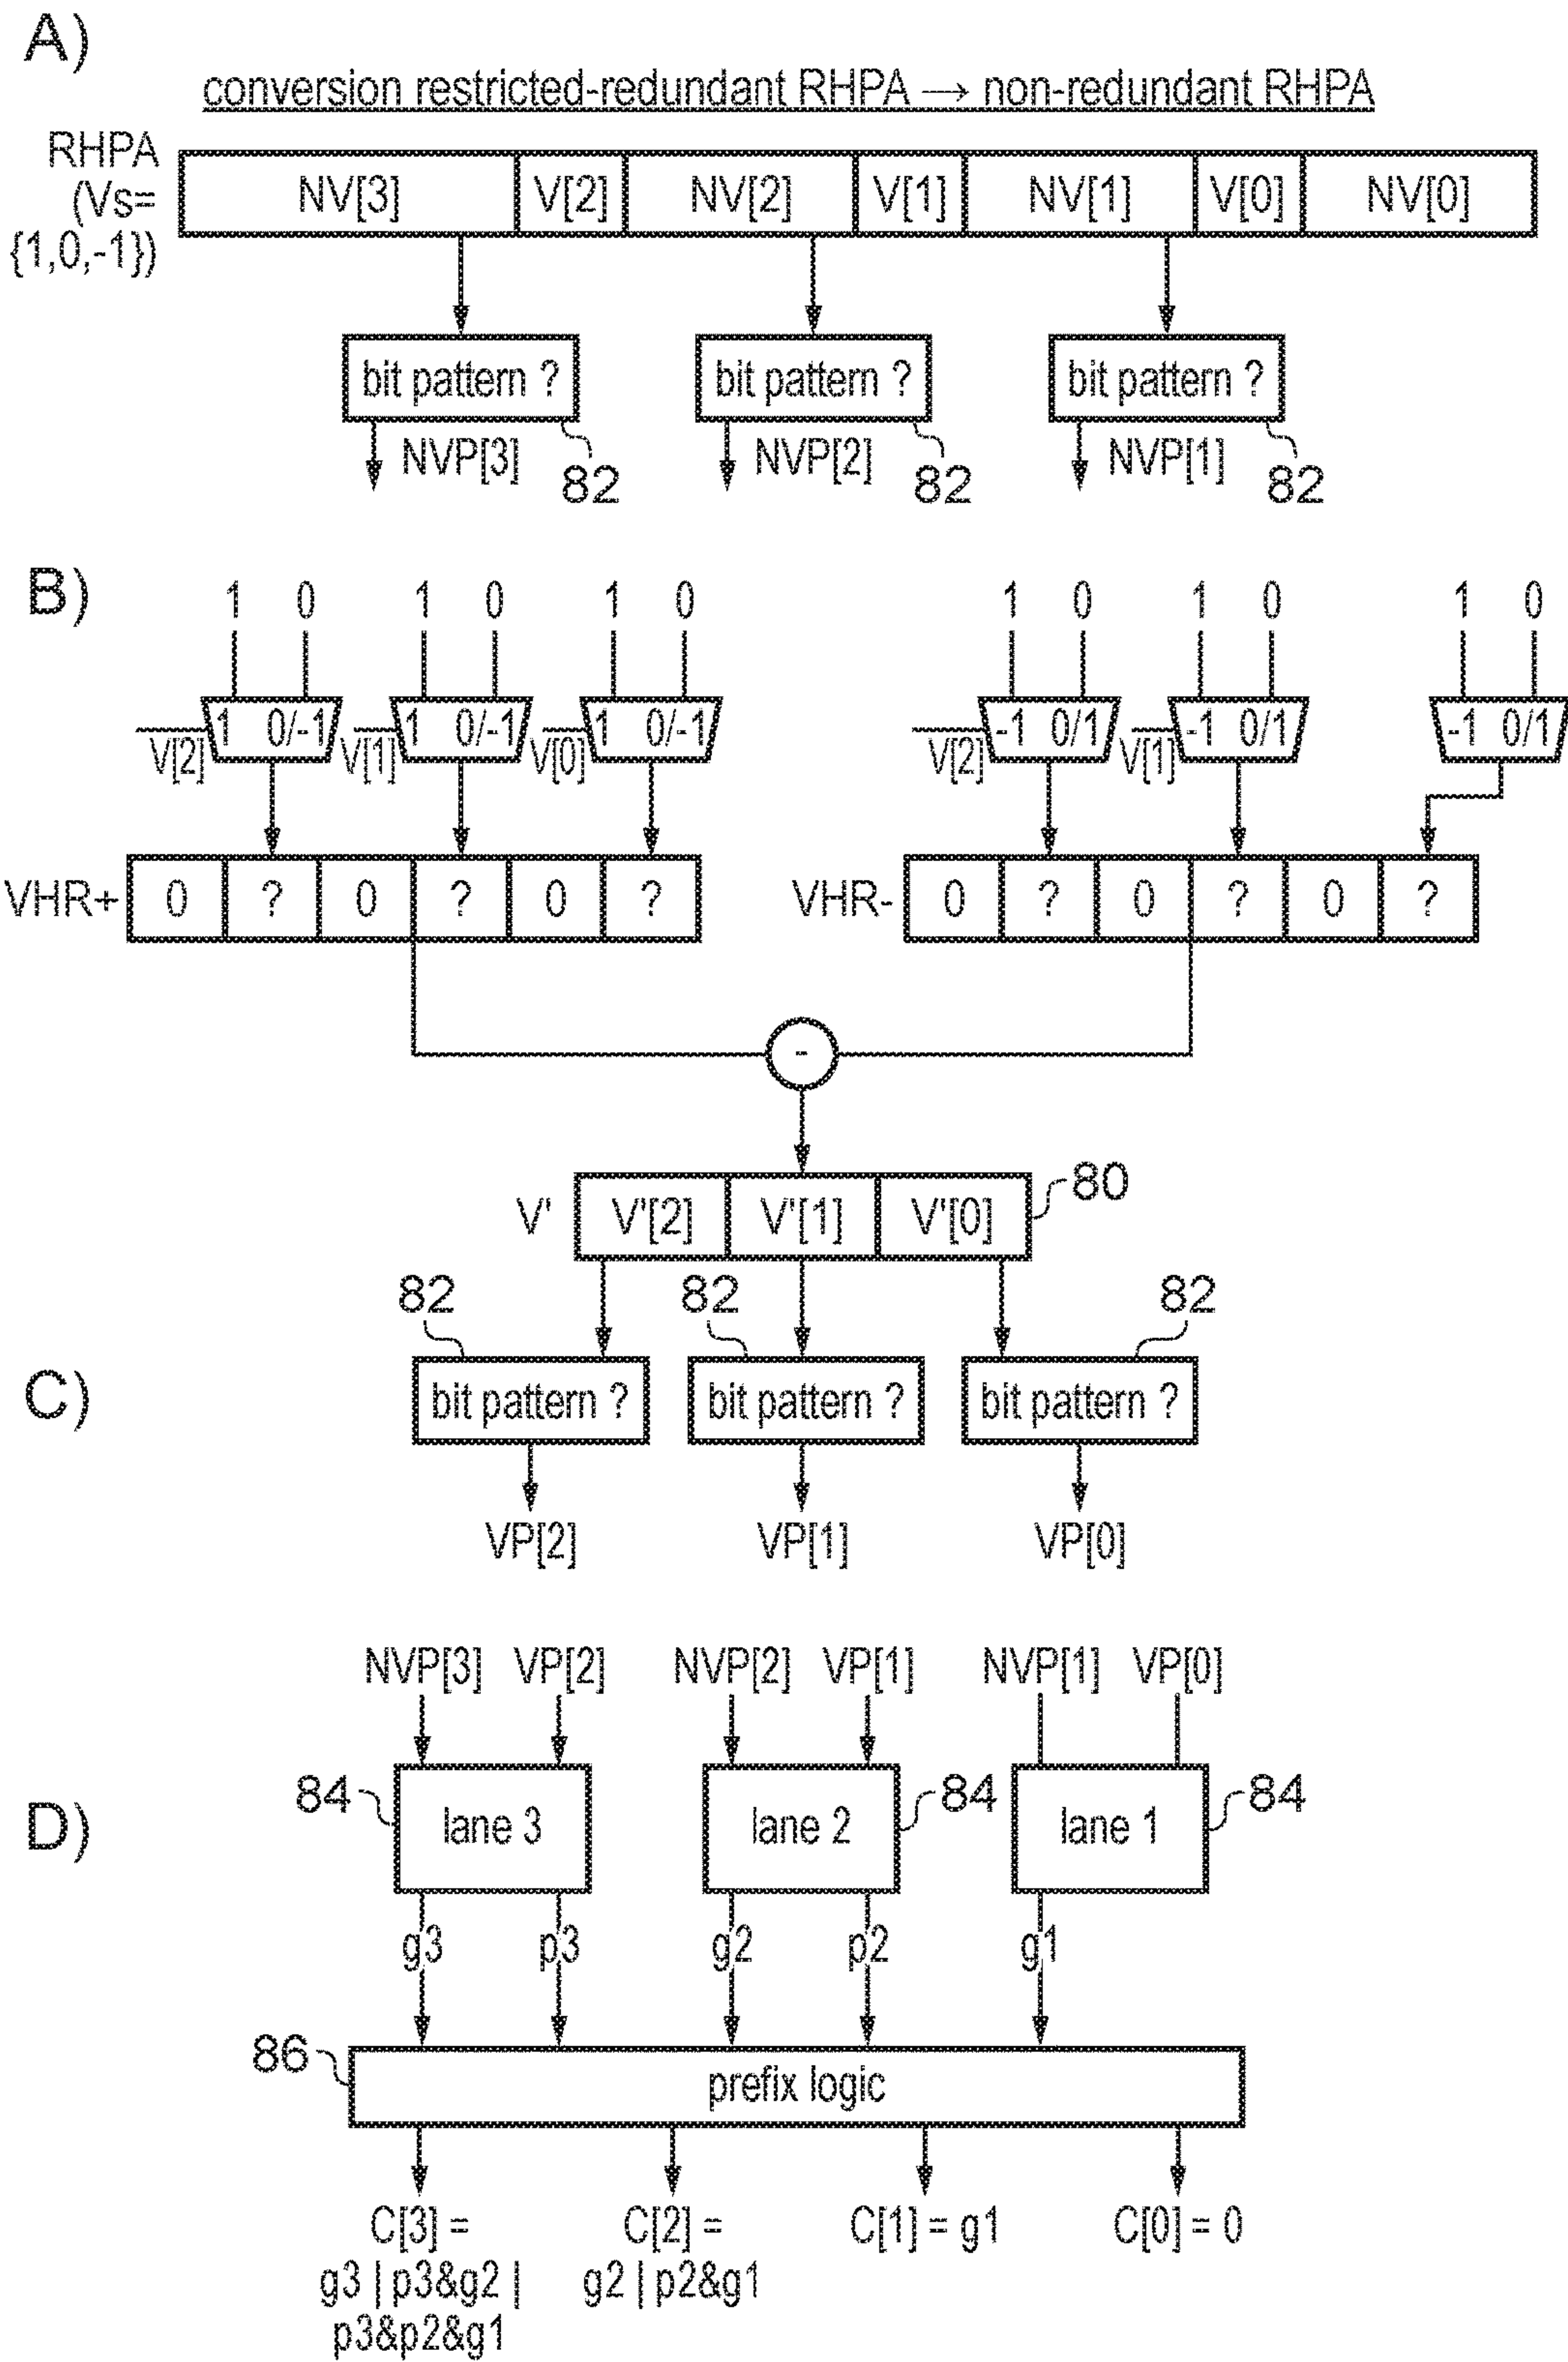 A)
conversion restricted-redundant RHPA → non-redundant RHPA
RHPA
(Vs=
{1,0,-1})
NV[3] V[2] NV[2] V[1] NV[1] V[0] NV[0]
bit pattern ? bit pattern ? bit pattern ?
NVP[3] 82 NVP[2] 82 NVP[1] 82
B)
1 0 1 0 1 0 1 0 1 0 1 0
1 0/-1 1 0/-1 1 0/-1 -1 0/1 -1 0/1 -1 0/1
V[2] V[1] V[0] V[2] V[1]
VHR+ 0 ? 0 ? 0 ? VHR- 0 ? 0 ? 0 ?
-
V' V'[2] V'[1] V'[0] 80
82 82 82
C)
bit pattern ? bit pattern ? bit pattern ?
VP[2] VP[1] VP[0]
NVP[3] VP[2] NVP[2] VP[1] NVP[1] VP[0]
D)
84 lane 3 lane 2 84 lane 1 84
g3 p3 g2 p2 g1
86 prefix logic
C[3] = C[2] = C[1] = g1 C[0] = 0
g3 | p3&g2 | g2 | p2&g1
p3&p2&g1